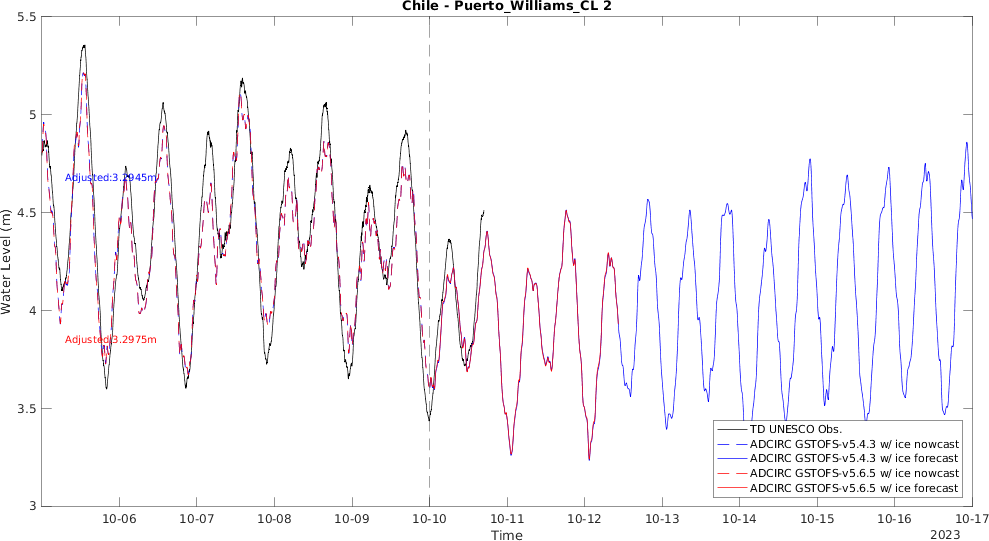 Chile - Puerto_Williams_CL 2
5.5
5
4.5
4
3.5
3
Water Level (m)
Adjusted:3.2945m
Adjusted:3.2975m
TD UNESCO Obs.
ADCIRC GSTOFS-v5.4.3 w/ ice nowcast
ADCIRC GSTOFS-v5.4.3 w/ ice forecast
ADCIRC GSTOFS-v5.6.5 w/ ice nowcast
ADCIRC GSTOFS-v5.6.5 w/ ice forecast
10-06 10-07 10-08 10-09 10-10 10-11 10-12 10-13 10-14 10-15 10-16 10-17
Time
2023